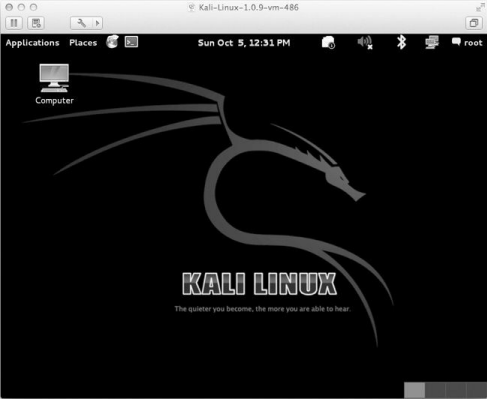 Kali-Linux-1.0.9-vm-486
Applications Places Sun Oct 5, 12:31 PM root
Computer
KALI LINUX
The quieter you become, the more you are able to hear.